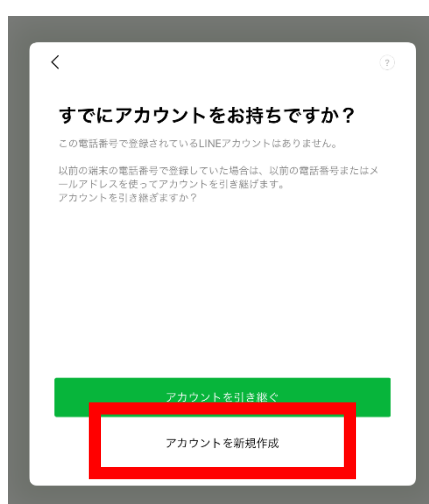 すでにアカウントをお持ちですか？
この電話番号で登録されているLINEアカウントはありません。
以前の端末の電話番号で登録していた場合は、以前の電話番号またはメ
ールアドレスを使ってアカウントを引き継げます。
アカウントを引き継ぎますか？
アカウントを引き継ぐ
アカウントを新規作成